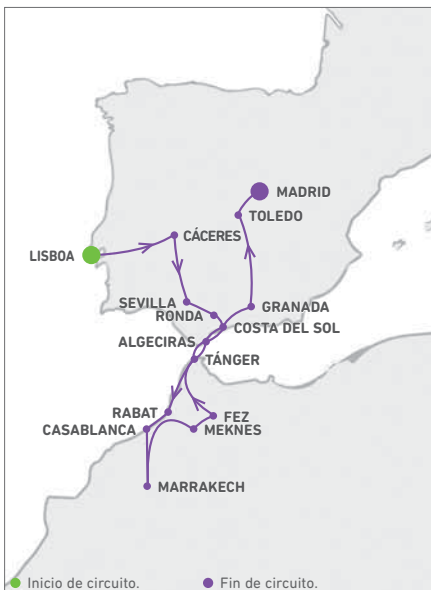 MADRID
TOLEDO
CÁCERES
LISBOA
SEVILLA
RONDA
GRANADA
COSTA DEL SOL
ALGECIRAS
TÁNGER
RABAT
FEZ
CASABLANCA
MEKNES
MARRAKECH
Inicio de circuito. Fin de circuito.